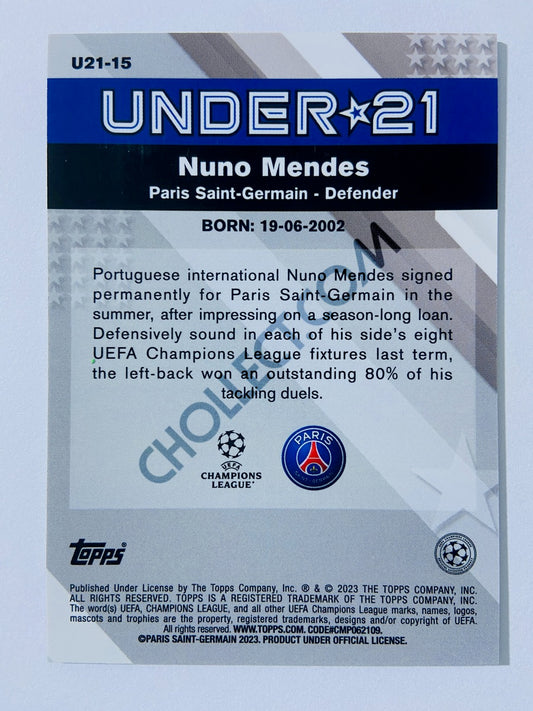 U21-15
UNDER★21
Nuno Mendes
Paris Saint-Germain - Defender
BORN: 19-06-2002
Portuguese international Nuno Mendes signed
permanently for Paris Saint-Germain in the
summer, after impressing on a season-long loan.
Defensively sound in each of his side's eight
UEFA Champions League fixtures last term,
the left-back won an outstanding 80% of his
tackling duels.
CHOLLECT.COM
UEFA
CHAMPIONS
LEAGUE
PARIS
SAINT-GERMAIN
Topps
Published Under License by The Topps Company, Inc. ® & © 2023 THE TOPPS COMPANY, INC.
ALL RIGHTS RESERVED. TOPPS IS A REGISTERED TRADEMARK OF THE TOPPS COMPANY, INC.
The word(s) UEFA, CHAMPIONS LEAGUE, and all other UEFA Champions League marks, names, logos,
mascots and trophies are the property, registered trademarks, designs and/or copyright of UEFA.
All rights reserved. WWW.TOPPS.COM. CODE#CMP062109.
©PARIS SAINT-GERMAIN 2023. PRODUCT UNDER OFFICIAL LICENSE.